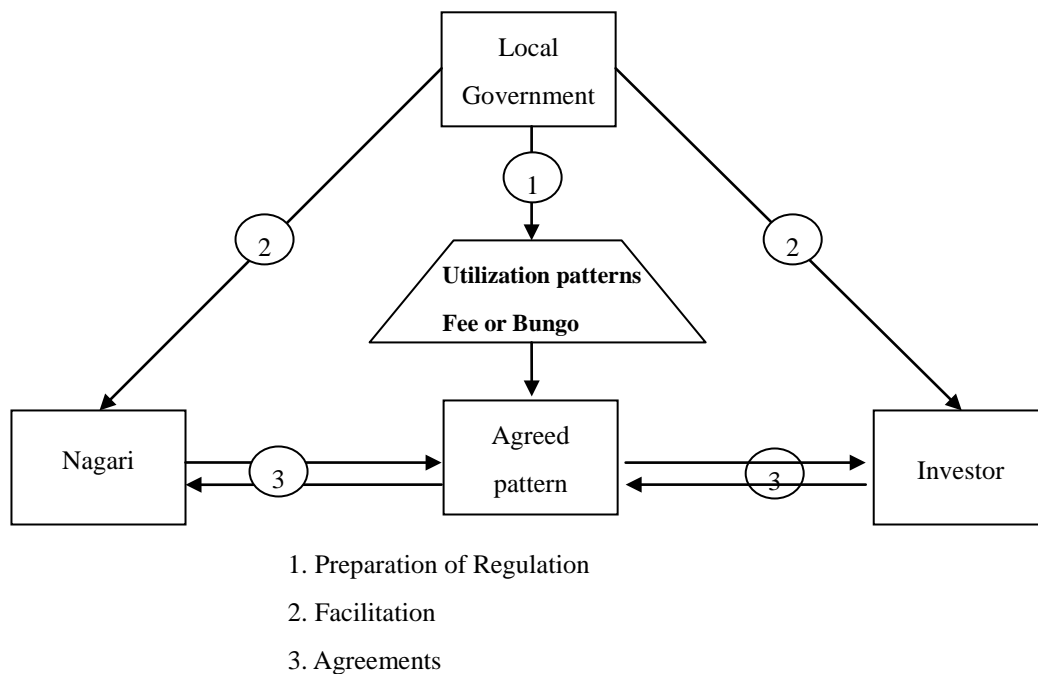 Local
Government
1
2
2
Utilization patterns
Fee or Bungo
Nagari
3
Agreed
pattern
3
Investor
1. Preparation of Regulation
2. Facilitation
3. Agreements